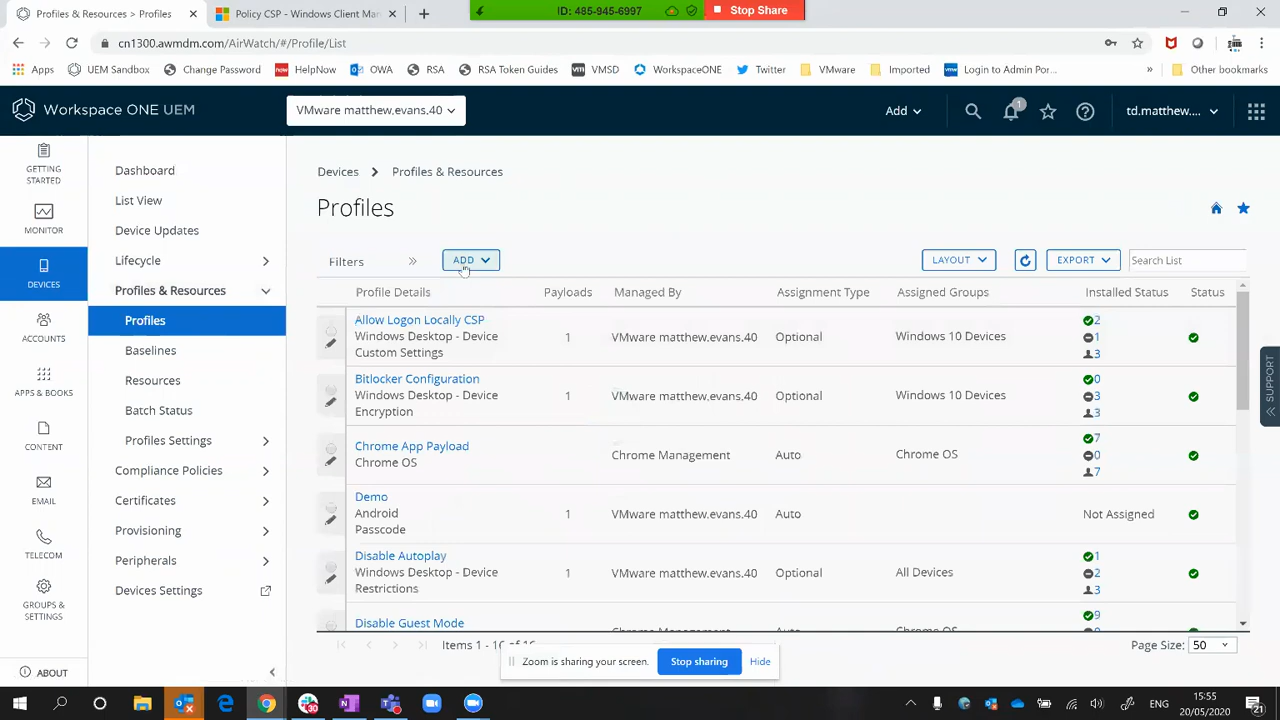 Profiles & Resources > Profiles
Policy CSP - Windows Client Ma
ID: 485-945-6997
Stop Share
cn1300.awmdm.com/AirWatch/#/Profile/List
Apps
UEM Sandbox
Change Password
HelpNow
OWA
RSA
RSA Token Guides
VMSD
WorkspaceONE
Twitter
VMware
Imported
Login to Admin Por...
»
Other bookmarks
Workspace ONE UEM
VMware matthew.evans.40
Add
1
td.matthew....
GETTING
STARTED
MONITOR
DEVICES
ACCOUNTS
APPS & BOOKS
CONTENT
EMAIL
TELECOM
GROUPS &
SETTINGS
ABOUT
Dashboard
List View
Device Updates
Lifecycle
Profiles & Resources
Profiles
Baselines
Resources
Batch Status
Profiles Settings
Compliance Policies
Certificates
Provisioning
Peripherals
Devices Settings
Devices > Profiles & Resources
Profiles
Filters »
ADD
LAYOUT
EXPORT
Search List
Profile Details Payloads Managed By Assignment Type Assigned Groups Installed Status Status
Allow Logon Locally CSP
Windows Desktop - Device
Custom Settings
1
VMware matthew.evans.40
Optional
Windows 10 Devices
2
1
3
Bitlocker Configuration
Windows Desktop - Device
Encryption
1
VMware matthew.evans.40
Optional
Windows 10 Devices
0
3
3
Chrome App Payload
Chrome OS
1
Chrome Management
Auto
Chrome OS
7
0
7
Demo
Android
Passcode
1
VMware matthew.evans.40
Auto
Not Assigned
Disable Autoplay
Windows Desktop - Device
Restrictions
1
VMware matthew.evans.40
Optional
All Devices
1
2
3
Disable Guest Mode
9
Items 1 - 16 of 16
Page Size: 50
Zoom is sharing your screen.
Stop sharing
Hide
SUPPORT
30
ENG
15:55
20/05/2020
21